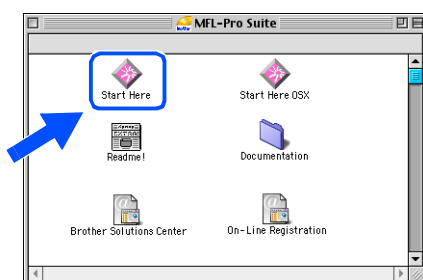 MFL-Pro Suite
Start Here
Start Here OSX
Readme!
Documentation
Brother Solutions Center
On-Line Registration